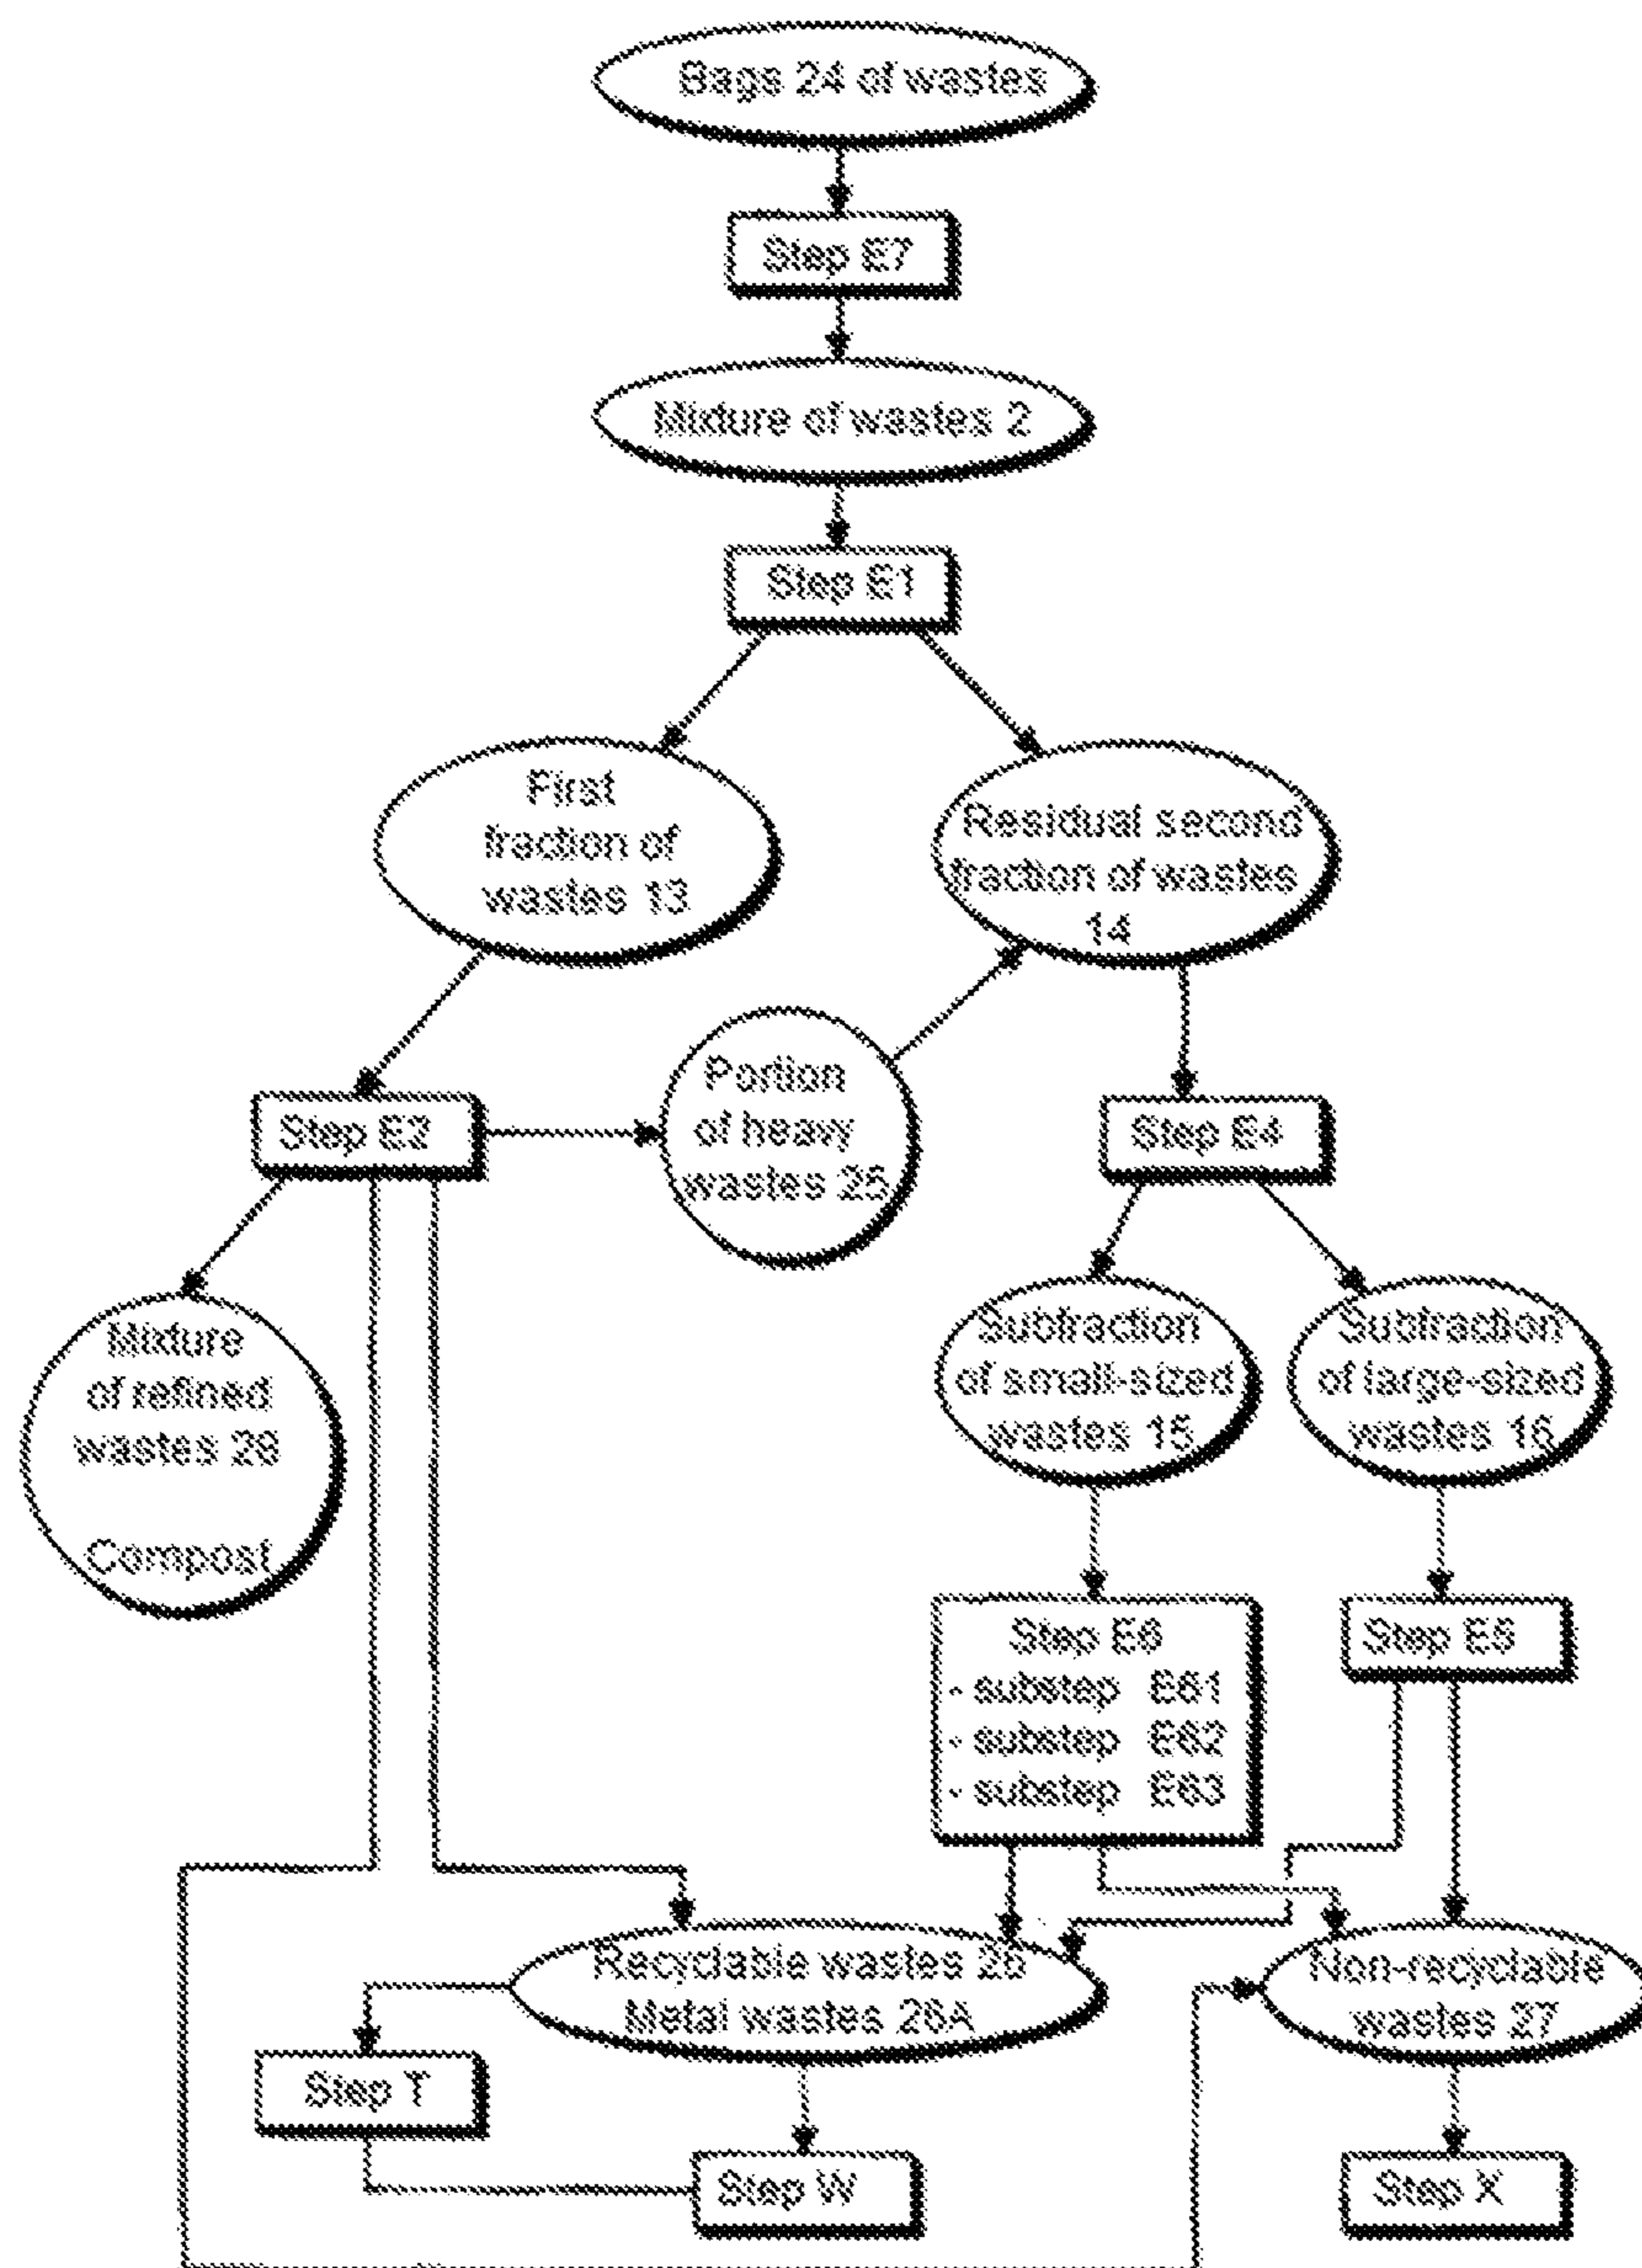 Bags 24 of wastes
Step E7
Mixture of wastes 2
Step E1
First
fraction of
wastes 13
Residual second
fraction of wastes
14
Portion
of heavy
wastes 25
Step E2
Step E4
Mixture
of refined
wastes 28
Compost
Subfraction
of small-sized
wastes 15
Subfraction
of large-sized
wastes 16
Step E6
- substep E61
- substep E62
- substep E63
Step E5
Recyclable wastes
Metal wastes 26A
Non-recyclable
wastes 27
Step T
Step W
Step X